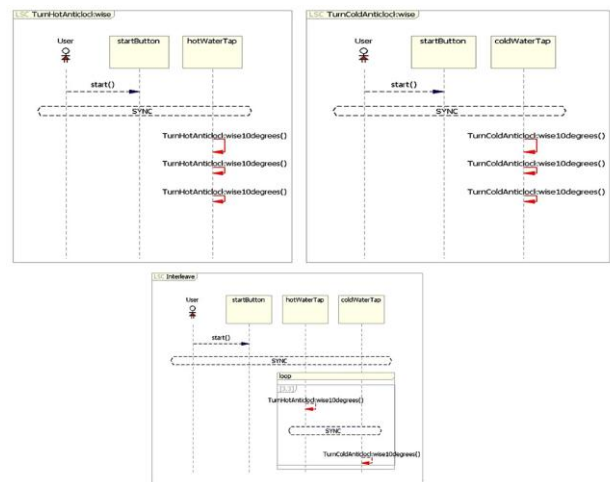 LSC TurnHotAnticlockwise
User
startButton
hotWaterTap
start()
SYNC
TurnHotAnticlockwise10degrees()
TurnHotAnticlockwise10degrees()
TurnHotAnticlockwise10degrees()
LSC TurnColdAnticlockwise
User
startButton
coldWaterTap
start()
SYNC
TurnColdAnticlockwise10degrees()
TurnColdAnticlockwise10degrees()
TurnColdAnticlockwise10degrees()
LSC Interleave
User
startButton
hotWaterTap
coldWaterTap
start()
SYNC
loop
TurnHotAnticlockwise10degrees()
SYNC
TurnColdAnticlockwise10degrees()